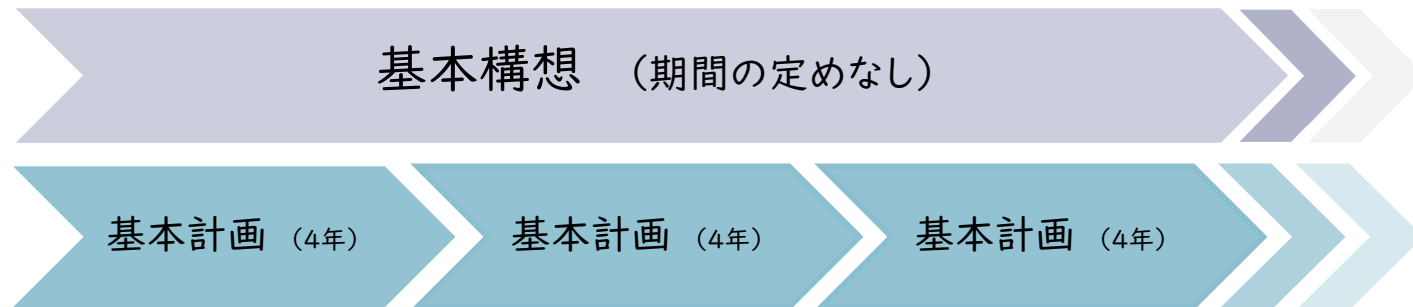 基本構想 （期間の定めなし）
基本計画 （4年） 基本計画 （4年） 基本計画 （4年）